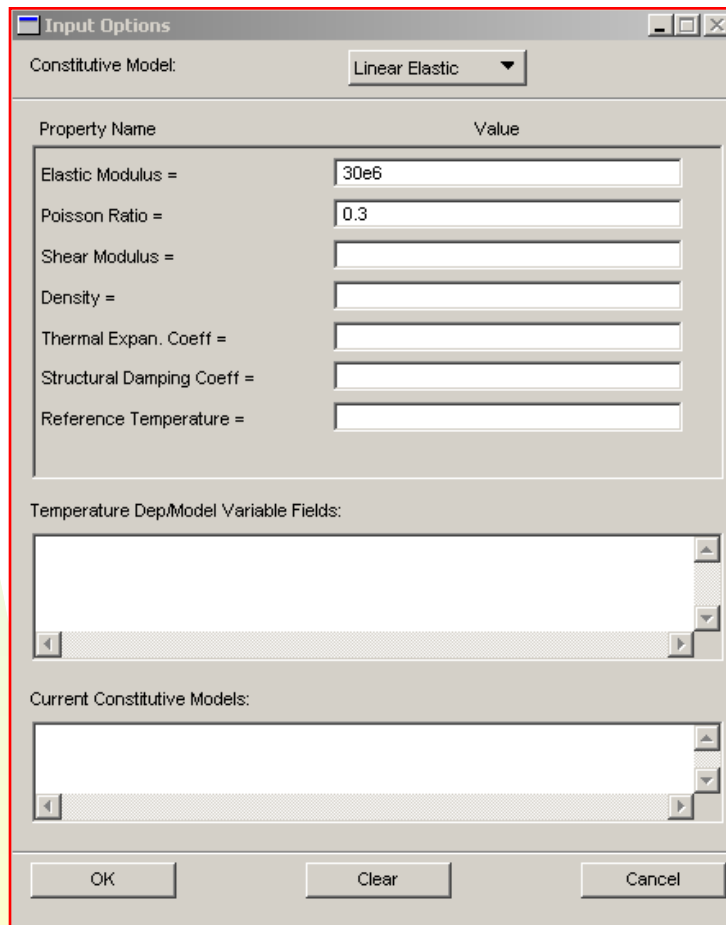 Input Options
Constitutive Model: Linear Elastic
Property Name Value
Elastic Modulus = 30e6
Poisson Ratio = 0.3
Shear Modulus =
Density =
Thermal Expan. Coeff =
Structural Damping Coeff =
Reference Temperature =
Temperature Dep/Model Variable Fields:
Current Constitutive Models:
OK Clear Cancel